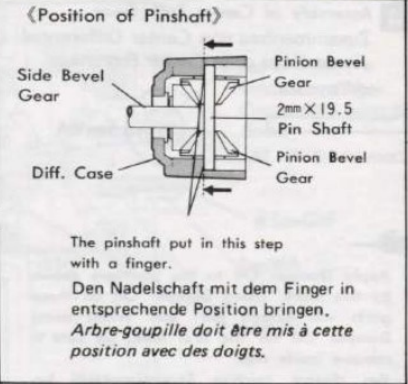 《Position of Pinshaft》
Pinion Bevel
Gear
Side Bevel
Gear
2mm×19.5
Pin Shaft
Diff. Case
Pinion Bevel
Gear
The pinshaft put in this step
with a finger.
Den Nadelschaft mit dem Finger in
entsprechende Position bringen.
Arbre-goupille doit être mis à cette
position avec des doigts.